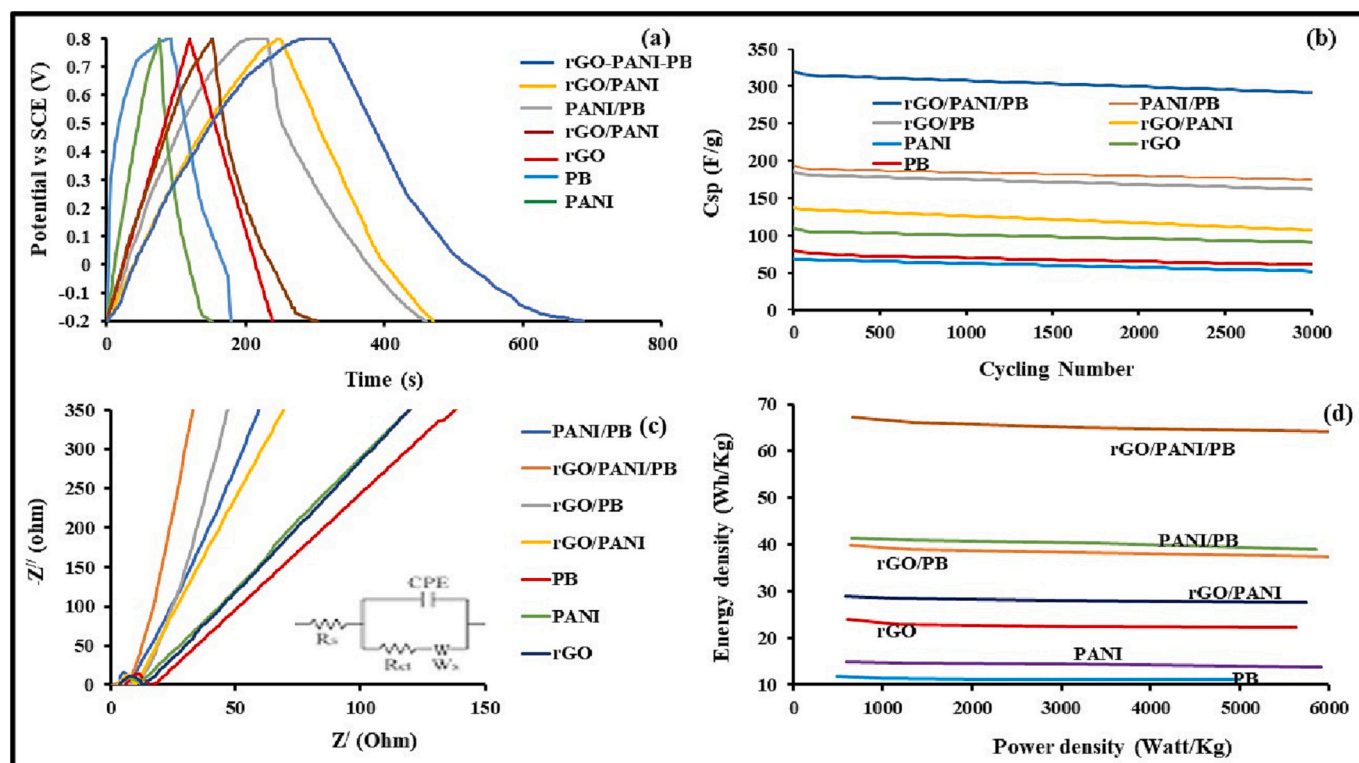 (a)
0.8
0.7
0.6
0.5
0.4
0.3
0.2
0.1
0
-0.1
-0.2
0 200 400 600 800
Potential vs SCE (V)
Time (s)
rGO-PANI-PB
rGO/PANI
PANI/PB
rGO/PANI
rGO
PB
PANI
(b)
350
300
250
200
150
100
50
0
0 500 1000 1500 2000 2500 3000
Csp (F/g)
Cycling Number
rGO/PANI/PB PANI/PB
rGO/PB rGO/PANI
PANI rGO
PB
(c)
350
300
250
200
150
100
50
0
0 50 100 150
-Z// (ohm)
Z/ (Ohm)
PANI/PB
rGO/PANI/PB
rGO/PB
rGO/PANI
PB
PANI
rGO
CPE
Rs
Rct Ws
(d)
70
60
50
40
30
20
10
0 1000 2000 3000 4000 5000 6000
Energy density (Wh/Kg)
Power density (Watt/Kg)
rGO/PANI/PB
PANI/PB
rGO/PB
rGO/PANI
rGO
PANI
PB